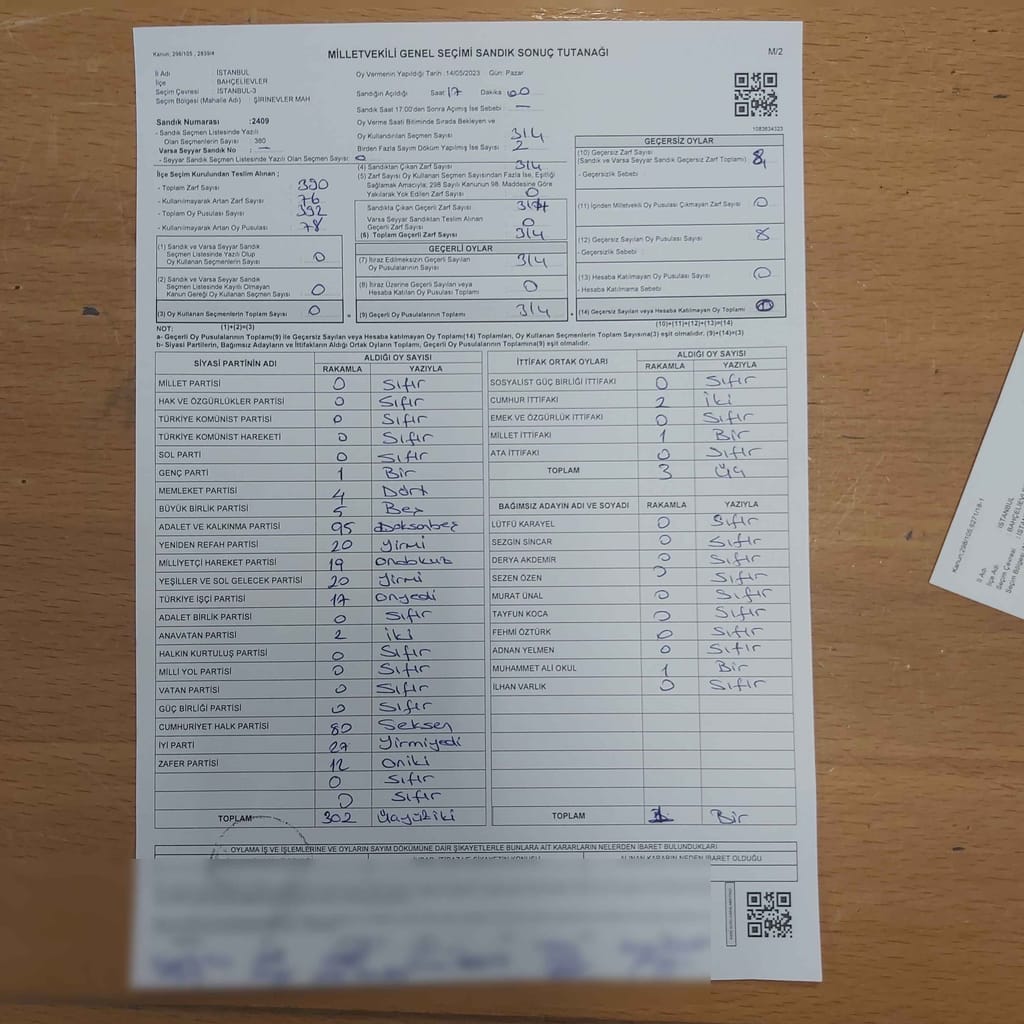 Kanun: 298/105 , 2839/4
MİLLETVEKİLİ GENEL SEÇİMİ SANDIK SONUÇ TUTANAĞI
M/2
İl Adı : İSTANBUL
İlçe BAHÇELİEVLER
Seçim Çevresi : İSTANBUL-3
Seçim Bölgesi (Mahalle Adı) : ŞİRİNEVLER MAH
Sandık Numarası :2409
- Sandık Seçmen Listesinde Yazılı
Olan Seçmenlerin Sayısı : 380
Varsa Seyyar Sandık No : —
- Seyyar Sandık Seçmen Listesinde Yazılı Olan Seçmen Sayısı : 0
Oy Vermenin Yapıldığı Tarih :14/05/2023 Gün: Pazar
Sandığın Açıldığı Saat 17 Dakika 00
Sandık Saat 17:00'den Sonra Açılmış İse Sebebi —
Oy Verme Saati Bitiminde Sırada Bekleyen ve
Oy Kullandırılan Seçmen Sayısı 314
Birden Fazla Sayım Döküm Yapılmış İse Sayısı 2
1083634323
İlçe Seçim Kurulundan Teslim Alınan ;
- Toplam Zarf Sayısı : 390
- Kullanılmayarak Artan Zarf Sayısı : 76
- Toplam Oy Pusulası Sayısı : 392
- Kullanılmayarak Artan Oy Pusulası : 78
(1) Sandık ve Varsa Seyyar Sandık
Seçmen Listesinde Yazılı Olup
Oy Kullanan Seçmenlerin Sayısı : 0
(2) Sandık ve Varsa Seyyar Sandık
Seçmen Listesinde Kayıtlı Olmayan
Kanun Gereği Oy Kullanan Seçmen Sayısı : 0
(3) Oy Kullanan Seçmenlerin Toplam Sayısı : 0
(1)+(2)=(3)
(4) Sandıktan Çıkan Zarf Sayısı 314
(5) Zarf Sayısı Oy Kullanan Seçmen Sayısından Fazla İse, Eşitliği
Sağlamak Amacıyla; 298 Sayılı Kanunun 98. Maddesine Göre
Yakılarak Yok Edilen Zarf Sayısı 0
Sandıkta Çıkan Geçerli Zarf Sayısı 314
Varsa Seyyar Sandıktan Teslim Alınan
Geçerli Zarf Sayısı 0
(6) Toplam Geçerli Zarf Sayısı 314
GEÇERLİ OYLAR
(7) İtiraz Edilmeksizin Geçerli Sayılan
Oy Pusulalarının Sayısı 314
(8) İtiraz Üzerine Geçerli Sayılan veya
Hesaba Katılan Oy Pusulası Toplamı 0
(9) Geçerli Oy Pusulalarının Toplamı 314
GEÇERSİZ OYLAR
(10) Geçersiz Zarf Sayısı
(Sandık ve Varsa Seyyar Sandık Geçersiz Zarf Toplamı) 8
- Geçersizlik Sebebi
(11) İçinden Milletvekili Oy Pusulası Çıkmayan Zarf Sayısı 0
(12) Geçersiz Sayılan Oy Pusulası Sayısı 8
- Geçersizlik Sebebi
(13) Hesaba Katılmayan Oy Pusulası Sayısı 0
- Hesaba Katılmama Sebebi
(14) Geçersiz Sayılan veya Hesaba Katılmayan Oy Toplamı
(10)+(11)+(12)+(13)=(14)
NOT:
a- Geçerli Oy Pusulalarının Toplamı(9) ile Geçersiz Sayılan veya Hesaba katılmayan Oy Toplamı(14) Toplamları, Oy Kullanan Seçmenlerin Toplam Sayısına(3) eşit olmalıdır. (9)+(14)=(3)
b- Siyasi Partilerin, Bağımsız Adayların ve İttifakların Aldığı Ortak Oyların Toplamı, Geçerli Oy Pusulalarının Toplamına(9) eşit olmalıdır.
SİYASİ PARTİNİN ADI ALDIĞI OY SAYISI
RAKAMLA YAZIYLA
MİLLET PARTİSİ 0 Sıfır
HAK VE ÖZGÜRLÜKLER PARTİSİ 0 Sıfır
TÜRKİYE KOMÜNİST PARTİSİ 0 Sıfır
TÜRKİYE KOMÜNİST HAREKETİ 0 Sıfır
SOL PARTİ 0 Sıfır
GENÇ PARTİ 1 Bir
MEMLEKET PARTİSİ 4 Dört
BÜYÜK BİRLİK PARTİSİ 5 Beş
ADALET VE KALKINMA PARTİSİ 95 Doksanbeş
YENİDEN REFAH PARTİSİ 20 Yirmi
MİLLİYETÇİ HAREKET PARTİSİ 19 Ondokuz
YEŞİLLER VE SOL GELECEK PARTİSİ 20 Yirmi
TÜRKİYE İŞÇİ PARTİSİ 17 Onyedi
ADALET BİRLİK PARTİSİ 0 Sıfır
ANAVATAN PARTİSİ 2 İki
HALKIN KURTULUŞ PARTİSİ 0 Sıfır
MİLLİ YOL PARTİSİ 0 Sıfır
VATAN PARTİSİ 0 Sıfır
GÜÇ BİRLİĞİ PARTİSİ 0 Sıfır
CUMHURİYET HALK PARTİSİ 80 Seksen
İYİ PARTİ 27 Yirmiyedi
ZAFER PARTİSİ 12 Oniki
0 Sıfır
0 Sıfır
TOPLAM 302 Üçyüziki
İTTİFAK ORTAK OYLARI ALDIĞI OY SAYISI
RAKAMLA YAZIYLA
SOSYALİST GÜÇ BİRLİĞİ İTTİFAKI 0 Sıfır
CUMHUR İTTİFAKI 2 İki
EMEK VE ÖZGÜRLÜK İTTİFAKI 0 Sıfır
MİLLET İTTİFAKI 1 Bir
ATA İTTİFAKI 0 Sıfır
TOPLAM 3 Üç
BAĞIMSIZ ADAYIN ADI VE SOYADI RAKAMLA YAZIYLA
LÜTFÜ KARAYEL 0 Sıfır
SEZGİN SİNCAR 0 Sıfır
DERYA AKDEMİR 0 Sıfır
SEZEN ÖZEN 0 Sıfır
MURAT ÜNAL 0 Sıfır
TAYFUN KOCA 0 Sıfır
FEHMİ ÖZTÜRK 0 Sıfır
ADNAN YELMEN 0 Sıfır
MUHAMMET ALİ OKUL 1 Bir
İLHAN VARLIK 0 Sıfır
TOPLAM 1 Bir
OYLAMA İŞ VE İŞLEMLERİNE VE OYLARIN SAYIM DÖKÜMÜNE DAİR ŞİKAYETLERLE BUNLARA AİT KARARLARIN NELERDEN İBARET BULUNDUKLARI
ALINAN KARARIN NEDEN İBARET OLDUĞU
Kanun:298/105,5271/18-1
İl Adı : İSTANBUL
İlçe Adı
Seçim Çevresi